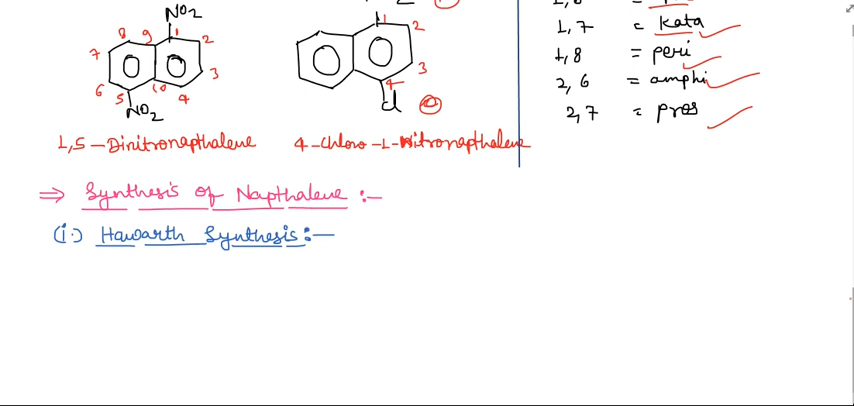 NO2
8 9 1 2
7 3
6 10 4
5
NO2
1,5-Dinitronapthalene
1
2
3
4
Cl
4-Chloro-1-Nitronapthalene
1,7 = Kata
1,8 = peri
2,6 = amphi
2,7 = pros
⇒ Synthesis of Napthalene :-
(i.) Hawarth Synthesis :-